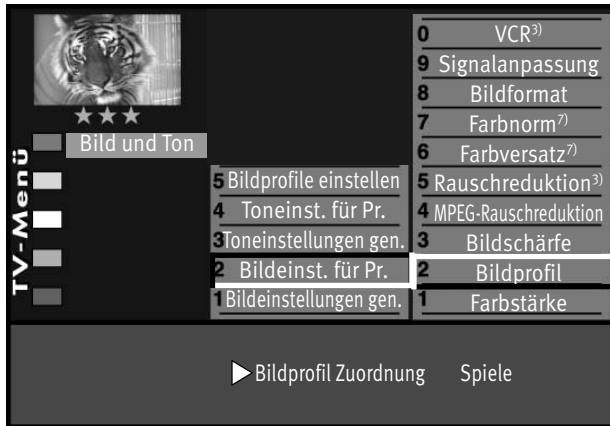 TV-Menü
Bild und Ton
5 Bildprofile einstellen
4 Toneinst. für Pr.
3 Toneinstellungen gen.
2 Bildeinst. für Pr.
1 Bildeinstellungen gen.
0 VCR3)
9 Signalanpassung
8 Bildformat
7 Farbnorm7)
6 Farbversatz7)
5 Rauschreduktion3)
4 MPEG-Rauschreduktion
3 Bildschärfe
2 Bildprofil
1 Farbstärke
Bildprofil Zuordnung Spiele